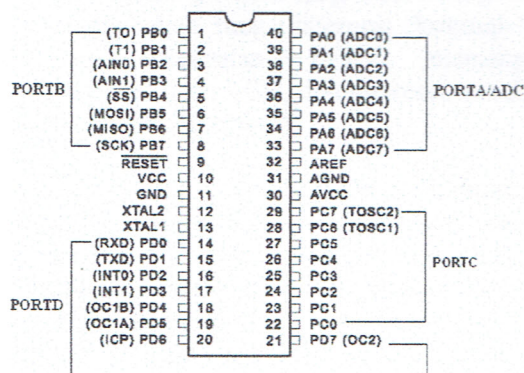 (TO) PB0 1 40 PA0 (ADC0)
(T1) PB1 2 39 PA1 (ADC1)
(AIN0) PB2 3 38 PA2 (ADC2)
(AIN1) PB3 4 37 PA3 (ADC3)
PORTB PORTA/ADC
(SS) PB4 5 36 PA4 (ADC4)
(MOSI) PB5 6 35 PA5 (ADC5)
(MISO) PB6 7 34 PA6 (ADC6)
(SCK) PB7 8 33 PA7 (ADC7)
RESET 9 32 AREF
VCC 10 31 AGND
GND 11 30 AVCC
XTAL2 12 29 PC7 (TOSC2)
XTAL1 13 28 PC6 (TOSC1)
(RXD) PD0 14 27 PC5
(TXD) PD1 15 26 PC4
PORTC
(INT0) PD2 16 25 PC3
(INT1) PD3 17 24 PC2
PORTD
(OC1B) PD4 18 23 PC1
(OC1A) PD5 19 22 PC0
(ICP) PD6 20 21 PD7 (OC2)